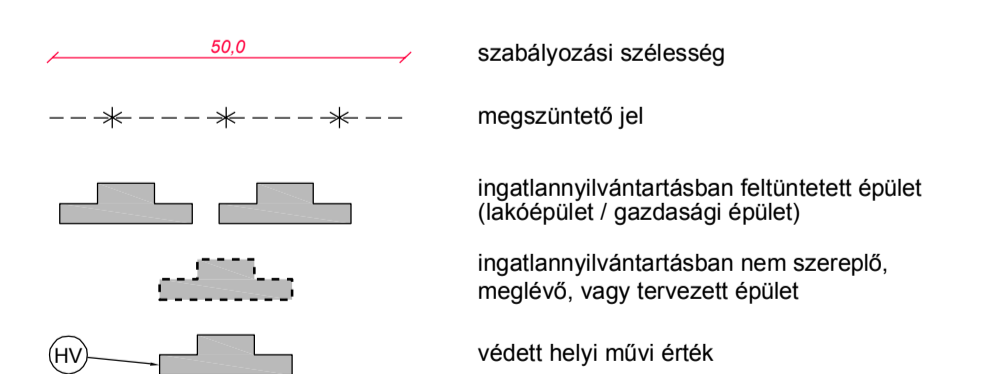 50,0 szabályozási szélesség
megszüntető jel
ingatlannyilvántartásban feltüntetett épület
(lakóépület / gazdasági épület)
ingatlannyilvántartásban nem szereplő,
meglévő, vagy tervezett épület
HV védett helyi művi érték